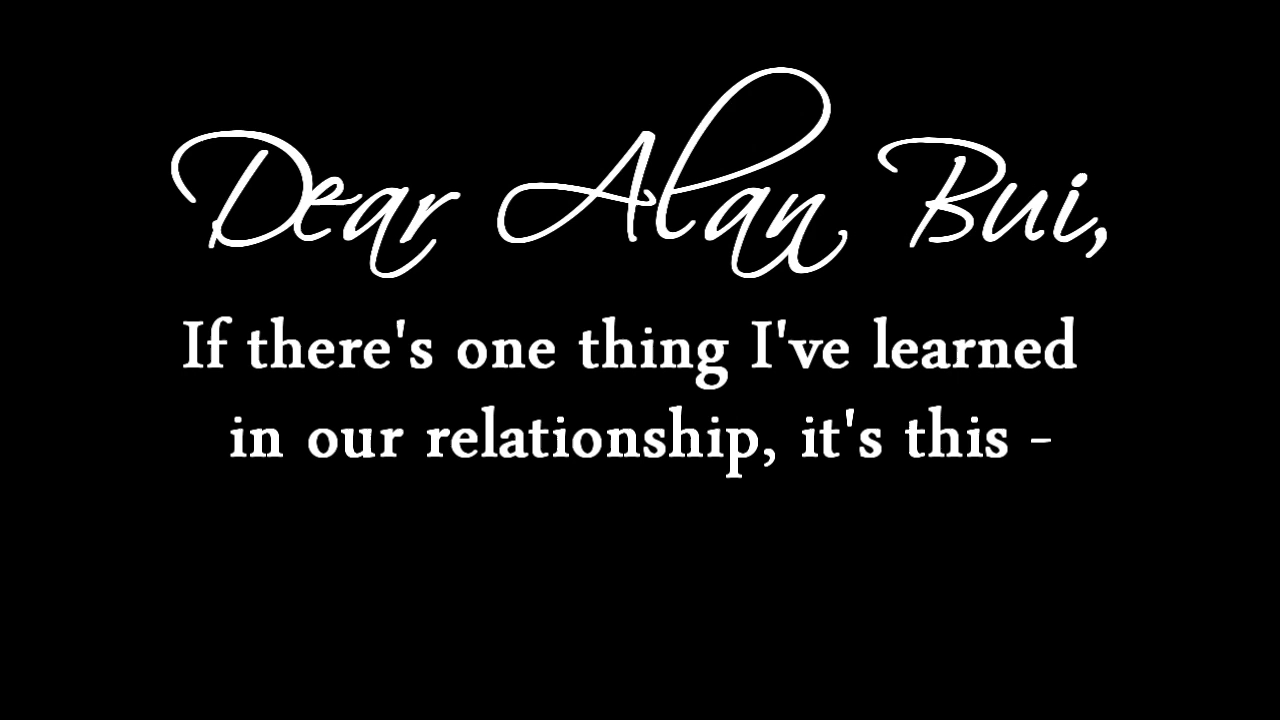 Dear Alan Bui,
If there's one thing I've learned
in our relationship, it's this -